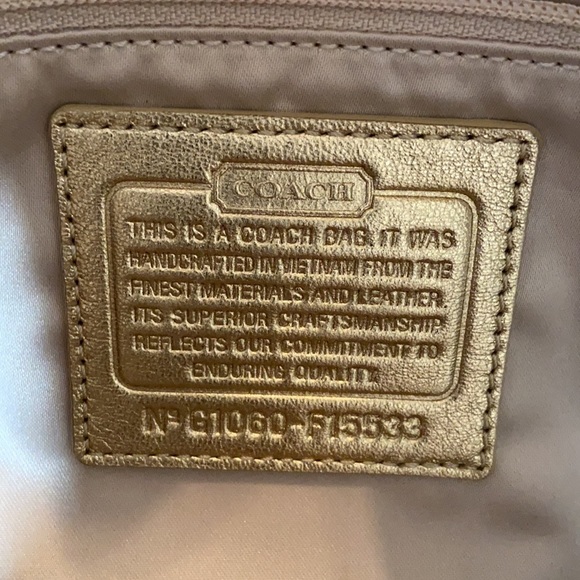 COACH
THIS IS A COACH BAG. IT WAS
HANDCRAFTED IN VIETNAM FROM THE
FINEST MATERIALS AND LEATHER.
ITS SUPERIOR CRAFTSMANSHIP
REFLECTS OUR COMMITMENT TO
ENDURING QUALITY.
Nº G1060-F15533